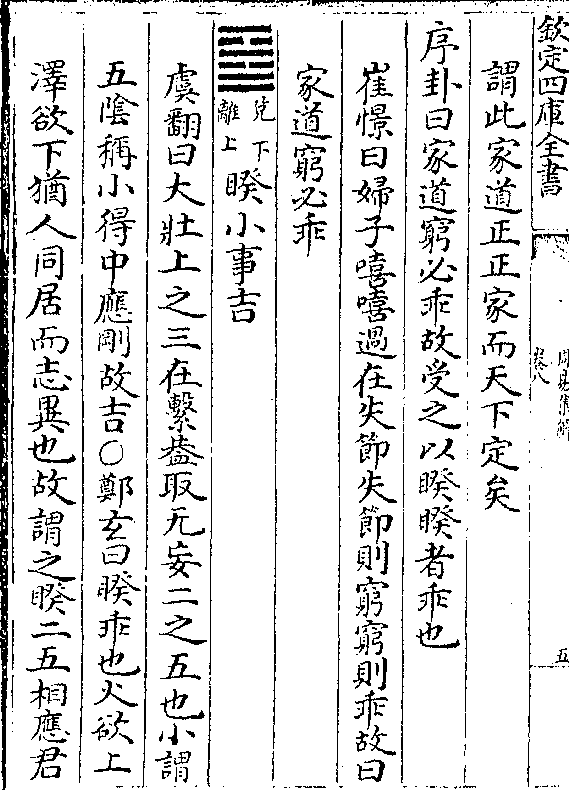 欽定四庫全書
周易集解
卷八
五
謂此家道正正家而天下定矣
序卦曰家道窮必乖故受之以睽睽者乖也
崔憬曰婦子嘻嘻過在失節失節則窮窮則乖故曰
家道窮必乖
兌下
離上
睽小事吉
虞翻曰大壯上之三在繫葢取无妄二之五也小謂
五陰稱小得中應剛故吉○鄭玄曰睽乖也火欲上
澤欲下猶人同居而志異也故謂之睽二五相應君